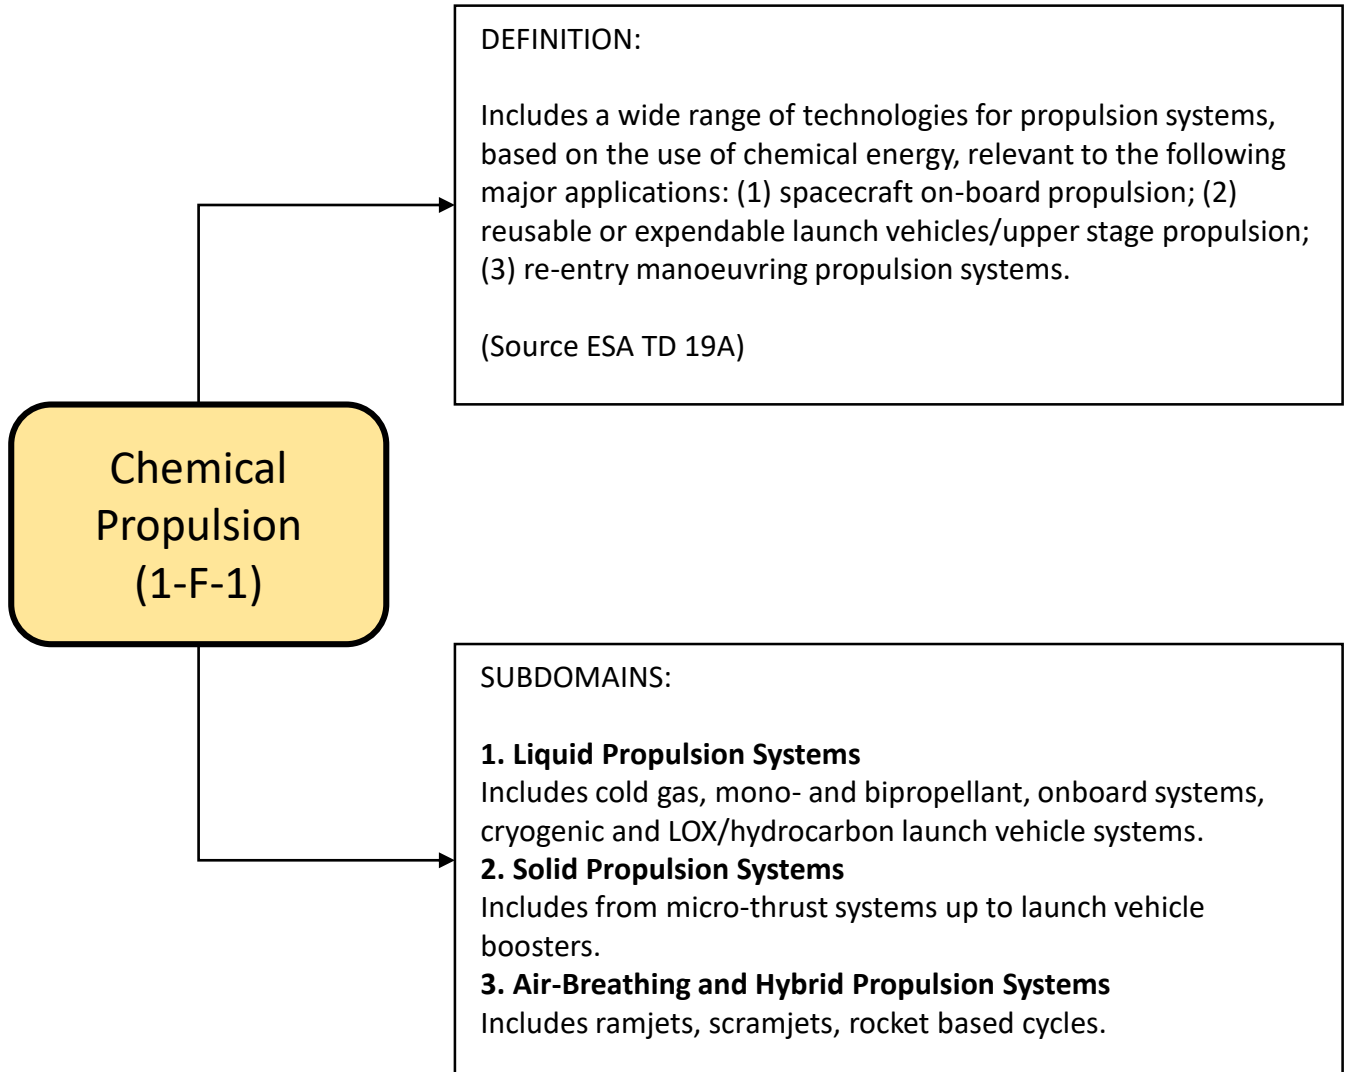 DEFINITION:
Includes a wide range of technologies for propulsion systems,
based on the use of chemical energy, relevant to the following
major applications: (1) spacecraft on-board propulsion; (2)
reusable or expendable launch vehicles/upper stage propulsion;
(3) re-entry manoeuvring propulsion systems.
(Source ESA TD 19A)
Chemical
Propulsion
(1-F-1)
SUBDOMAINS:
1. Liquid Propulsion Systems
Includes cold gas, mono- and bipropellant, onboard systems,
cryogenic and LOX/hydrocarbon launch vehicle systems.
2. Solid Propulsion Systems
Includes from micro-thrust systems up to launch vehicle
boosters.
3. Air-Breathing and Hybrid Propulsion Systems
Includes ramjets, scramjets, rocket based cycles.